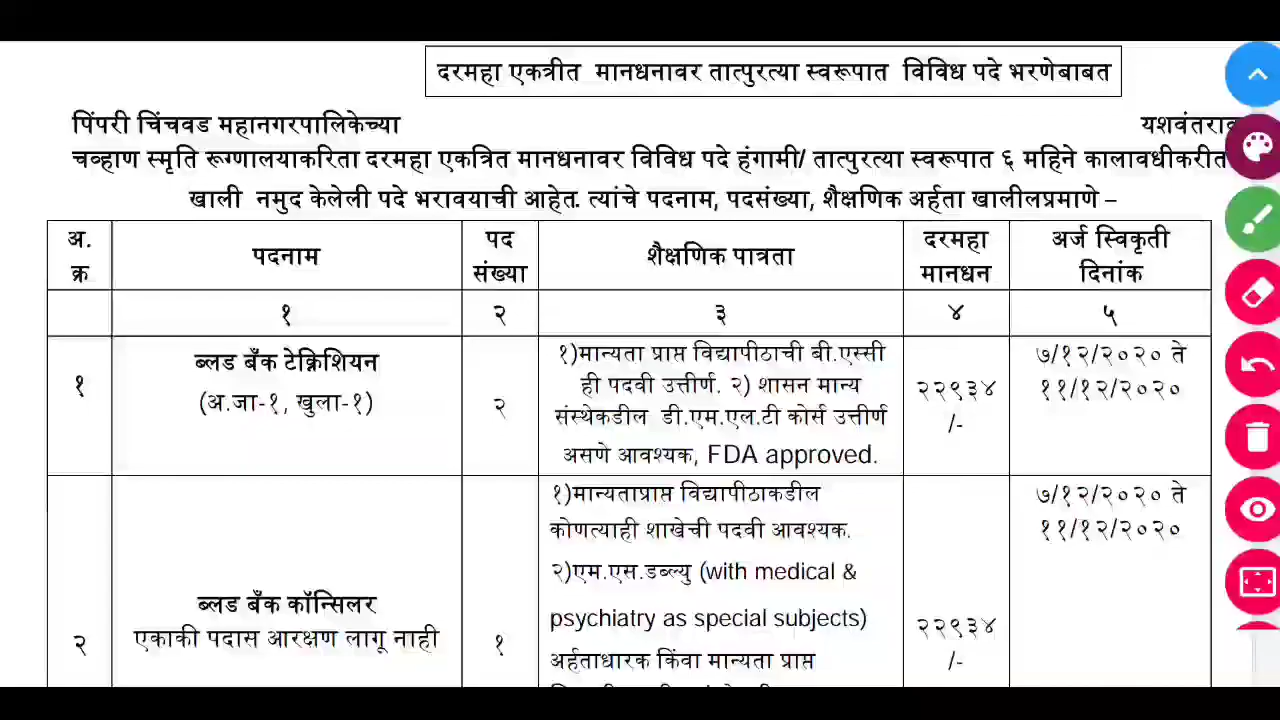 दरमहा एकत्रीत मानधनावर तात्पुरत्या स्वरूपात विविध पदे भरणेबाबत
पिंपरी चिंचवड महानगरपालिकेच्या यशवंतराव
चव्हाण स्मृति रूग्णालयाकरिता दरमहा एकत्रित मानधनावर विविध पदे हंगामी/ तात्पुरत्या स्वरूपात ६ महिने कालावधीकरीत
खाली नमुद केलेली पदे भरावयाची आहेत. त्यांचे पदनाम, पदसंख्या, शैक्षणिक अर्हता खालीलप्रमाणे –
अ. क्र
पदनाम
पद संख्या
शैक्षणिक पात्रता
दरमहा मानधन
अर्ज स्विकृती दिनांक
१ २ ३ ४ ५
१
ब्लड बँक टेक्निशियन
(अ.जा-१, खुला-१)
२
१)मान्यता प्राप्त विद्यापीठाची बी.एस्सी
ही पदवी उत्तीर्ण. २) शासन मान्य
संस्थेकडील डी.एम.एल.टी कोर्स उत्तीर्ण
असणे आवश्यक, FDA approved.
२२९३४
/-
७/१२/२०२० ते
११/१२/२०२०
२
ब्लड बँक कॉन्सिलर
एकाकी पदास आरक्षण लागू नाही
१
१)मान्यताप्राप्त विद्यापीठाकडील
कोणत्याही शाखेची पदवी आवश्यक.
२)एम.एस.डब्ल्यु (with medical &
psychiatry as special subjects)
अर्हताधारक किंवा मान्यता प्राप्त
२२९३४
/-
७/१२/२०२० ते
११/१२/२०२०